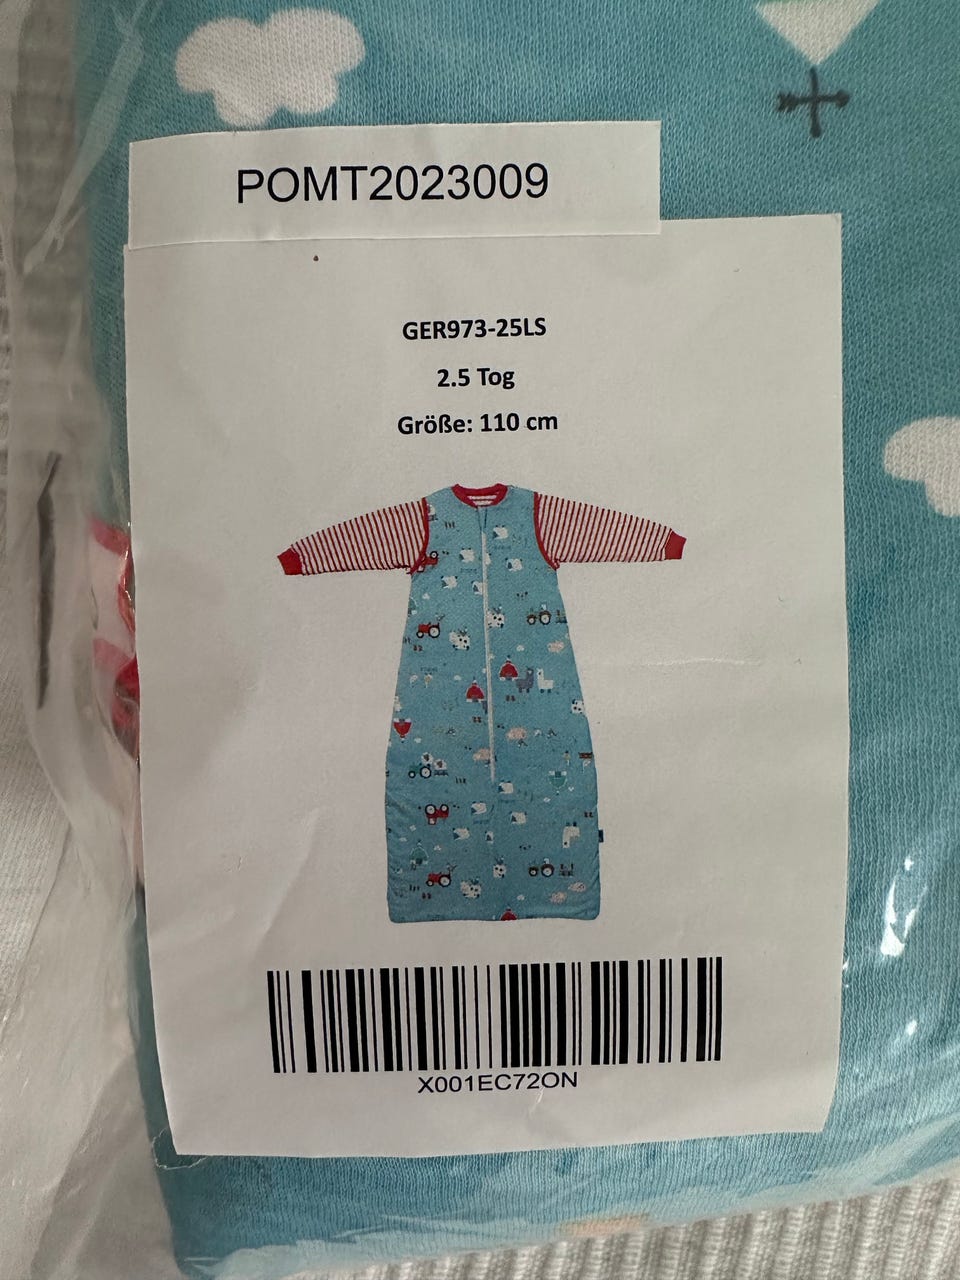 POMT2023009
GER973-25LS
2.5 Tog
Größe: 110 cm
X001EC72ON